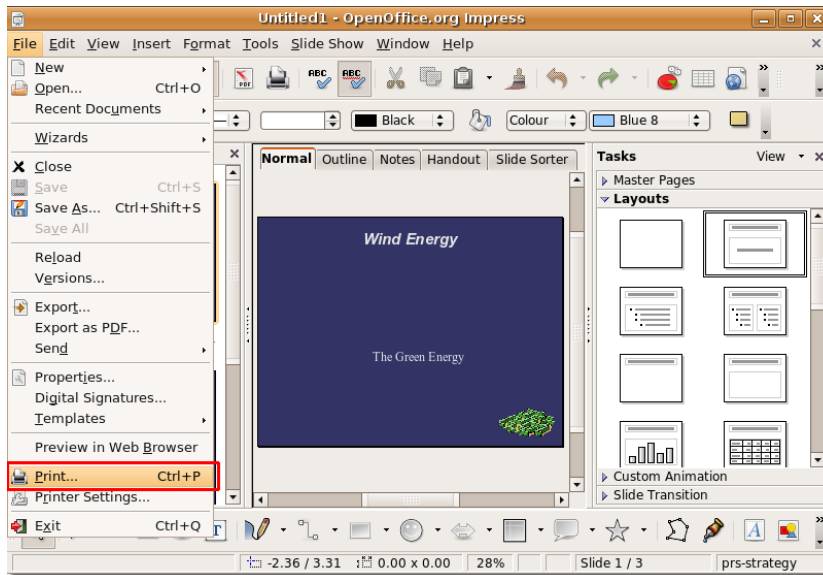 Untitled1 - OpenOffice.org Impress
File Edit View Insert Format Tools Slide Show Window Help
New
Open... Ctrl+O
Recent Documents
Wizards
Close
Save Ctrl+S
Save As... Ctrl+Shift+S
Save All
Reload
Versions...
Export...
Export as PDF...
Send
Properties...
Digital Signatures...
Templates
Preview in Web Browser
Print... Ctrl+P
Printer Settings...
Exit Ctrl+Q
PDF ABC ABC
Black Colour Blue 8
Normal Outline Notes Handout Slide Sorter
Wind Energy
The Green Energy
Tasks View
Master Pages
Layouts
Custom Animation
Slide Transition
T A
-2.36 / 3.31 0.00 x 0.00 28% Slide 1 / 3 prs-strategy